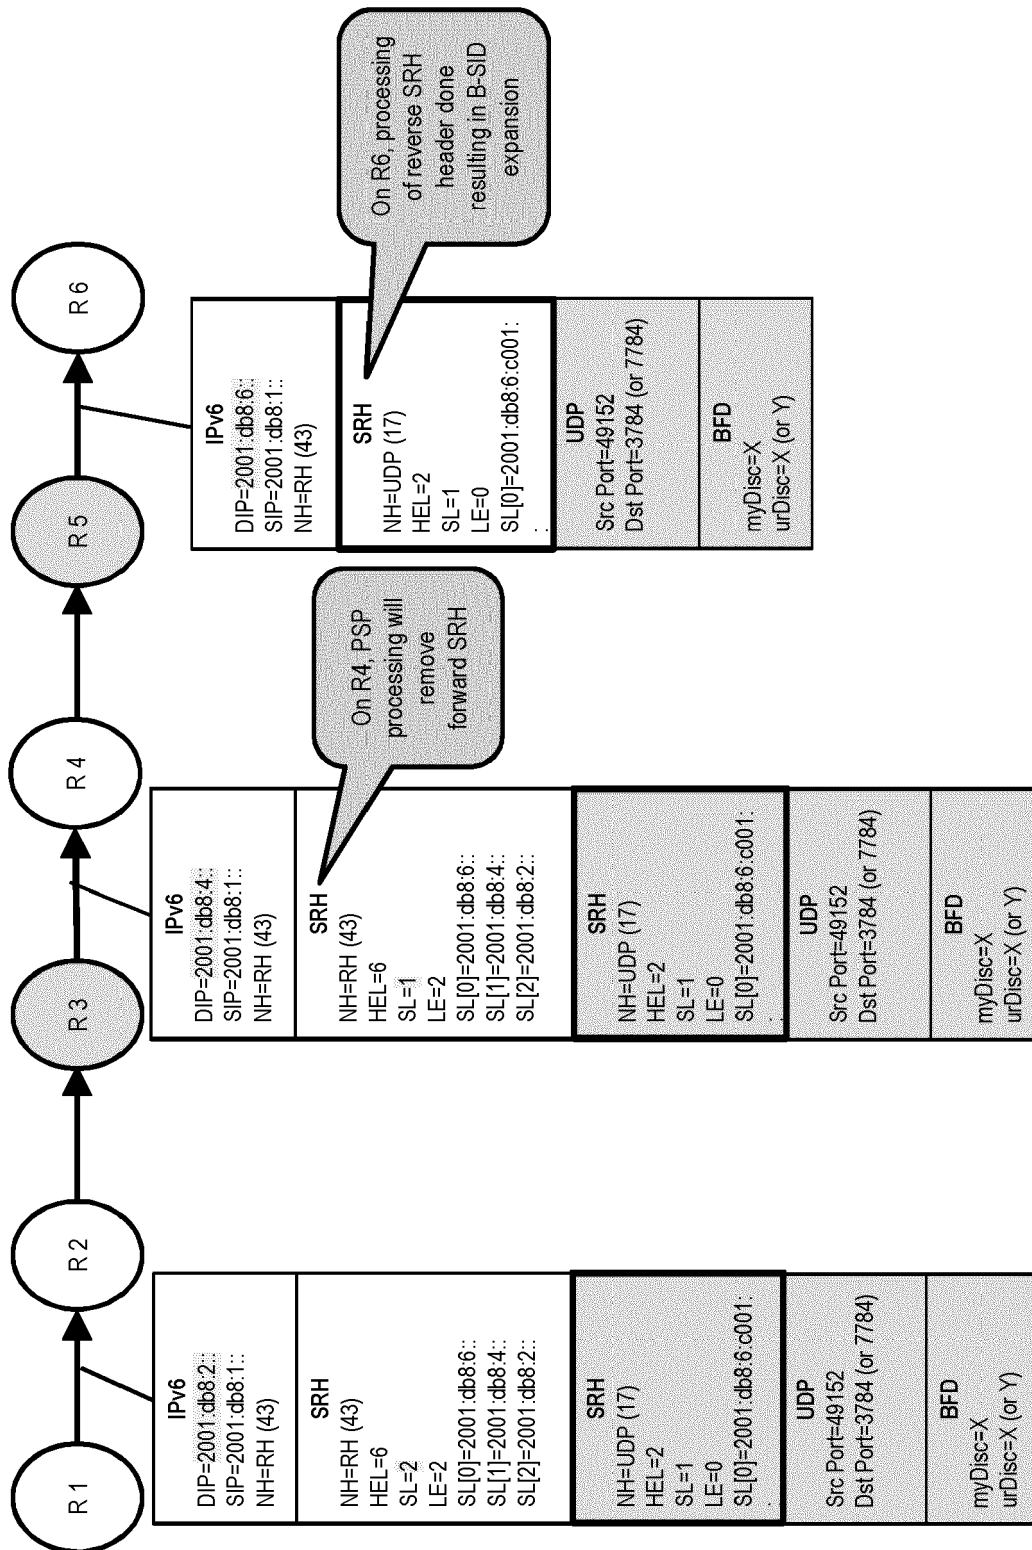 R1
R2
R3
R4
R5
R6
IPv6
DIP=2001:db8:2::
SIP=2001:db8:1::
NH=RH (43)
SRH
NH=RH (43)
HEL=6
SL=2
LE=2
SL[0]=2001:db8:6::
SL[1]=2001:db8:4::
SL[2]=2001:db8:2::
SRH
NH=UDP (17)
HEL=2
SL=1
LE=0
SL[0]=2001:db8:6:c001:
:
UDP
Src Port=49152
Dst Port=3784 (or 7784)
BFD
myDisc=X
urDisc=X (or Y)
IPv6
DIP=2001:db8:4::
SIP=2001:db8:1::
NH=RH (43)
SRH
NH=RH (43)
HEL=6
SL=1
LE=2
SL[0]=2001:db8:6::
SL[1]=2001:db8:4::
SL[2]=2001:db8:2::
SRH
NH=UDP (17)
HEL=2
SL=1
LE=0
SL[0]=2001:db8:6:c001:
:
UDP
Src Port=49152
Dst Port=3784 (or 7784)
BFD
myDisc=X
urDisc=X (or Y)
On R4, PSP
processing will
remove
forward SRH
IPv6
DIP=2001:db8:6::
SIP=2001:db8:1::
NH=RH (43)
SRH
NH=UDP (17)
HEL=2
SL=1
LE=0
SL[0]=2001:db8:6:c001:
:
UDP
Src Port=49152
Dst Port=3784 (or 7784)
BFD
myDisc=X
urDisc=X (or Y)
On R6, processing
of reverse SRH
header done
resulting in B-SID
expansion